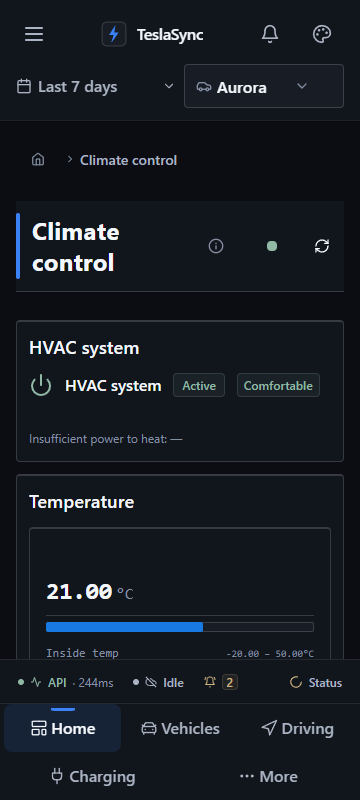 TeslaSync
Last 7 days
Aurora
Climate control
Climate
control
HVAC system
HVAC system Active Comfortable
Insufficient power to heat: —
Temperature
21.00 °C
Inside temp -20.00 – 50.00°C
API · 244ms Idle 2 Status
Home Vehicles Driving
Charging More